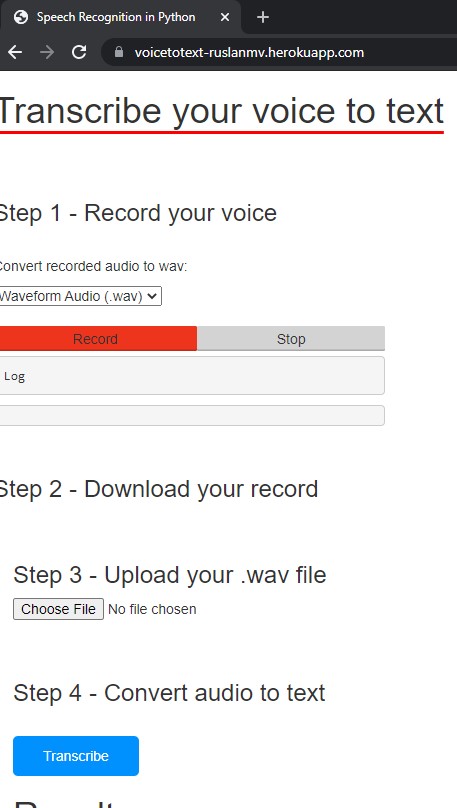 Speech Recognition in Python
voicetotext-ruslanmv.herokuapp.com
Transcribe your voice to text
Step 1 - Record your voice
Convert recorded audio to wav:
Waveform Audio (.wav)
Record Stop
Log
Step 2 - Download your record
Step 3 - Upload your .wav file
Choose File No file chosen
Step 4 - Convert audio to text
Transcribe